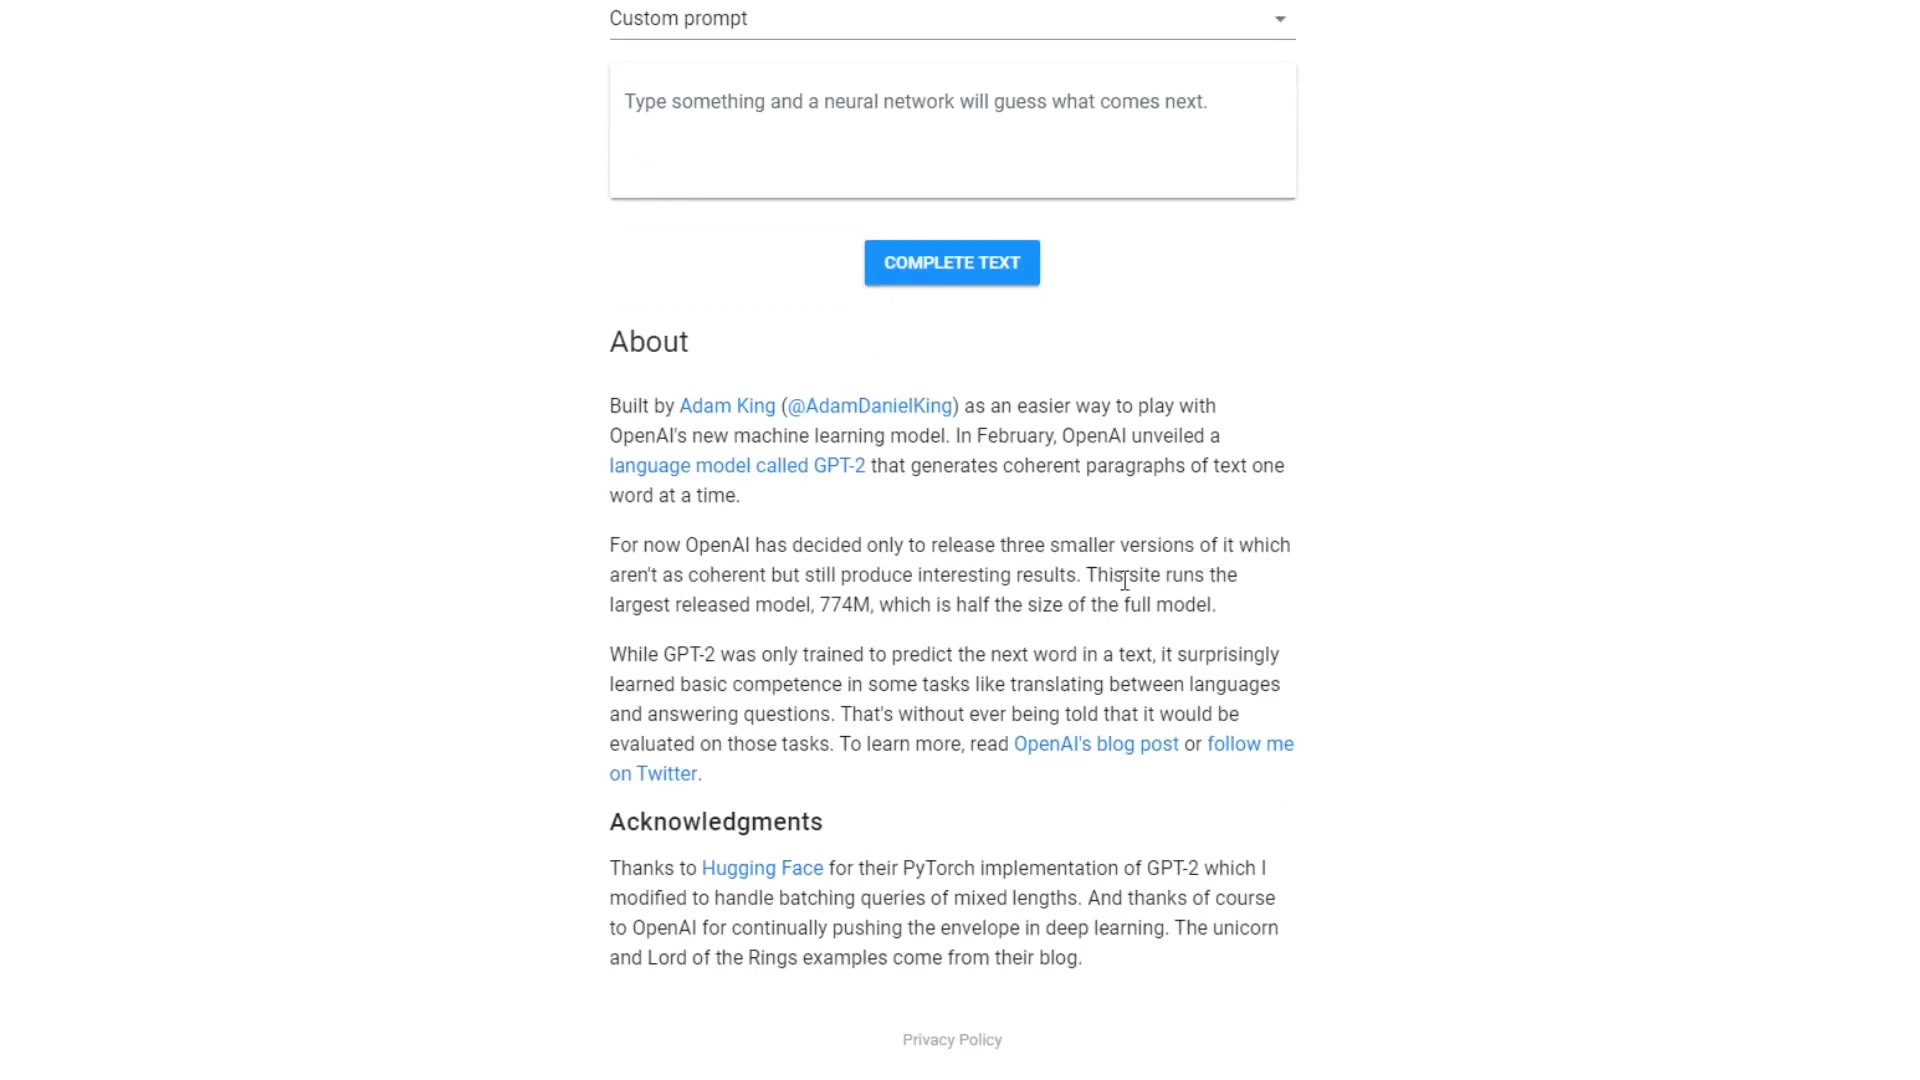 Custom prompt
Type something and a neural network will guess what comes next.
COMPLETE TEXT
About
Built by Adam King (@AdamDanielKing) as an easier way to play with
OpenAI's new machine learning model. In February, OpenAI unveiled a
language model called GPT-2 that generates coherent paragraphs of text one
word at a time.
For now OpenAI has decided only to release three smaller versions of it which
aren't as coherent but still produce interesting results. This site runs the
largest released model, 774M, which is half the size of the full model.
While GPT-2 was only trained to predict the next word in a text, it surprisingly
learned basic competence in some tasks like translating between languages
and answering questions. That's without ever being told that it would be
evaluated on those tasks. To learn more, read OpenAI's blog post or follow me
on Twitter.
Acknowledgments
Thanks to Hugging Face for their PyTorch implementation of GPT-2 which I
modified to handle batching queries of mixed lengths. And thanks of course
to OpenAI for continually pushing the envelope in deep learning. The unicorn
and Lord of the Rings examples come from their blog.
Privacy Policy